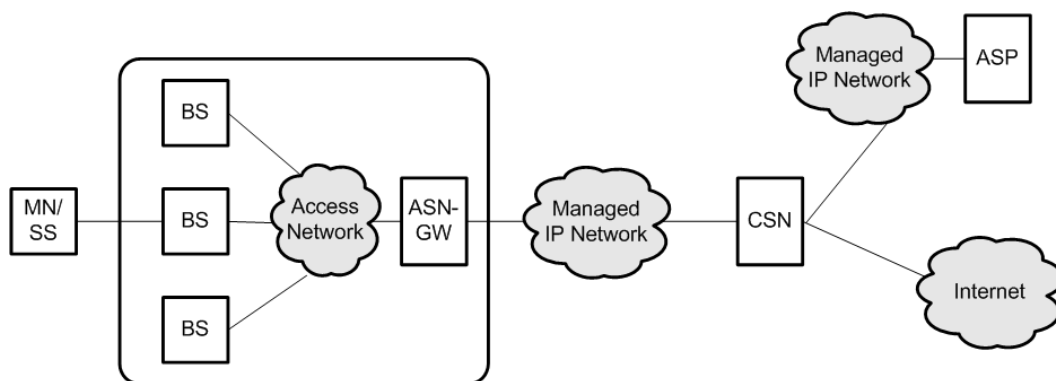 BS
BS
BS
MN/
SS
Access
Network
ASN-
GW
Managed
IP Network
CSN
Managed
IP Network
ASP
Internet